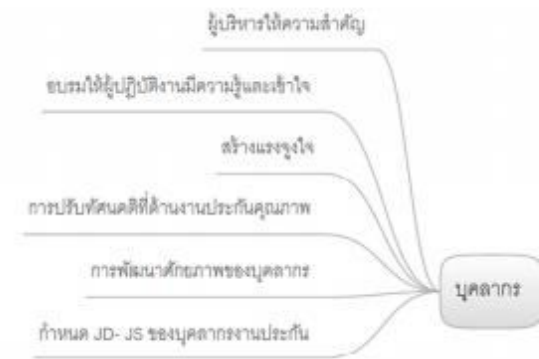 ผู้บริหารให้ความสำคัญ
อบรมให้ผู้ปฏิบัติงานมีความรู้และเข้าใจ
สร้างแรงจูงใจ
การปรับทัศนคติที่ด้านงานประกันคุณภาพ
การพัฒนาศักยภาพของบุคลากร
กำหนด JD- JS ของบุคลากรงานประกัน
บุคลากร